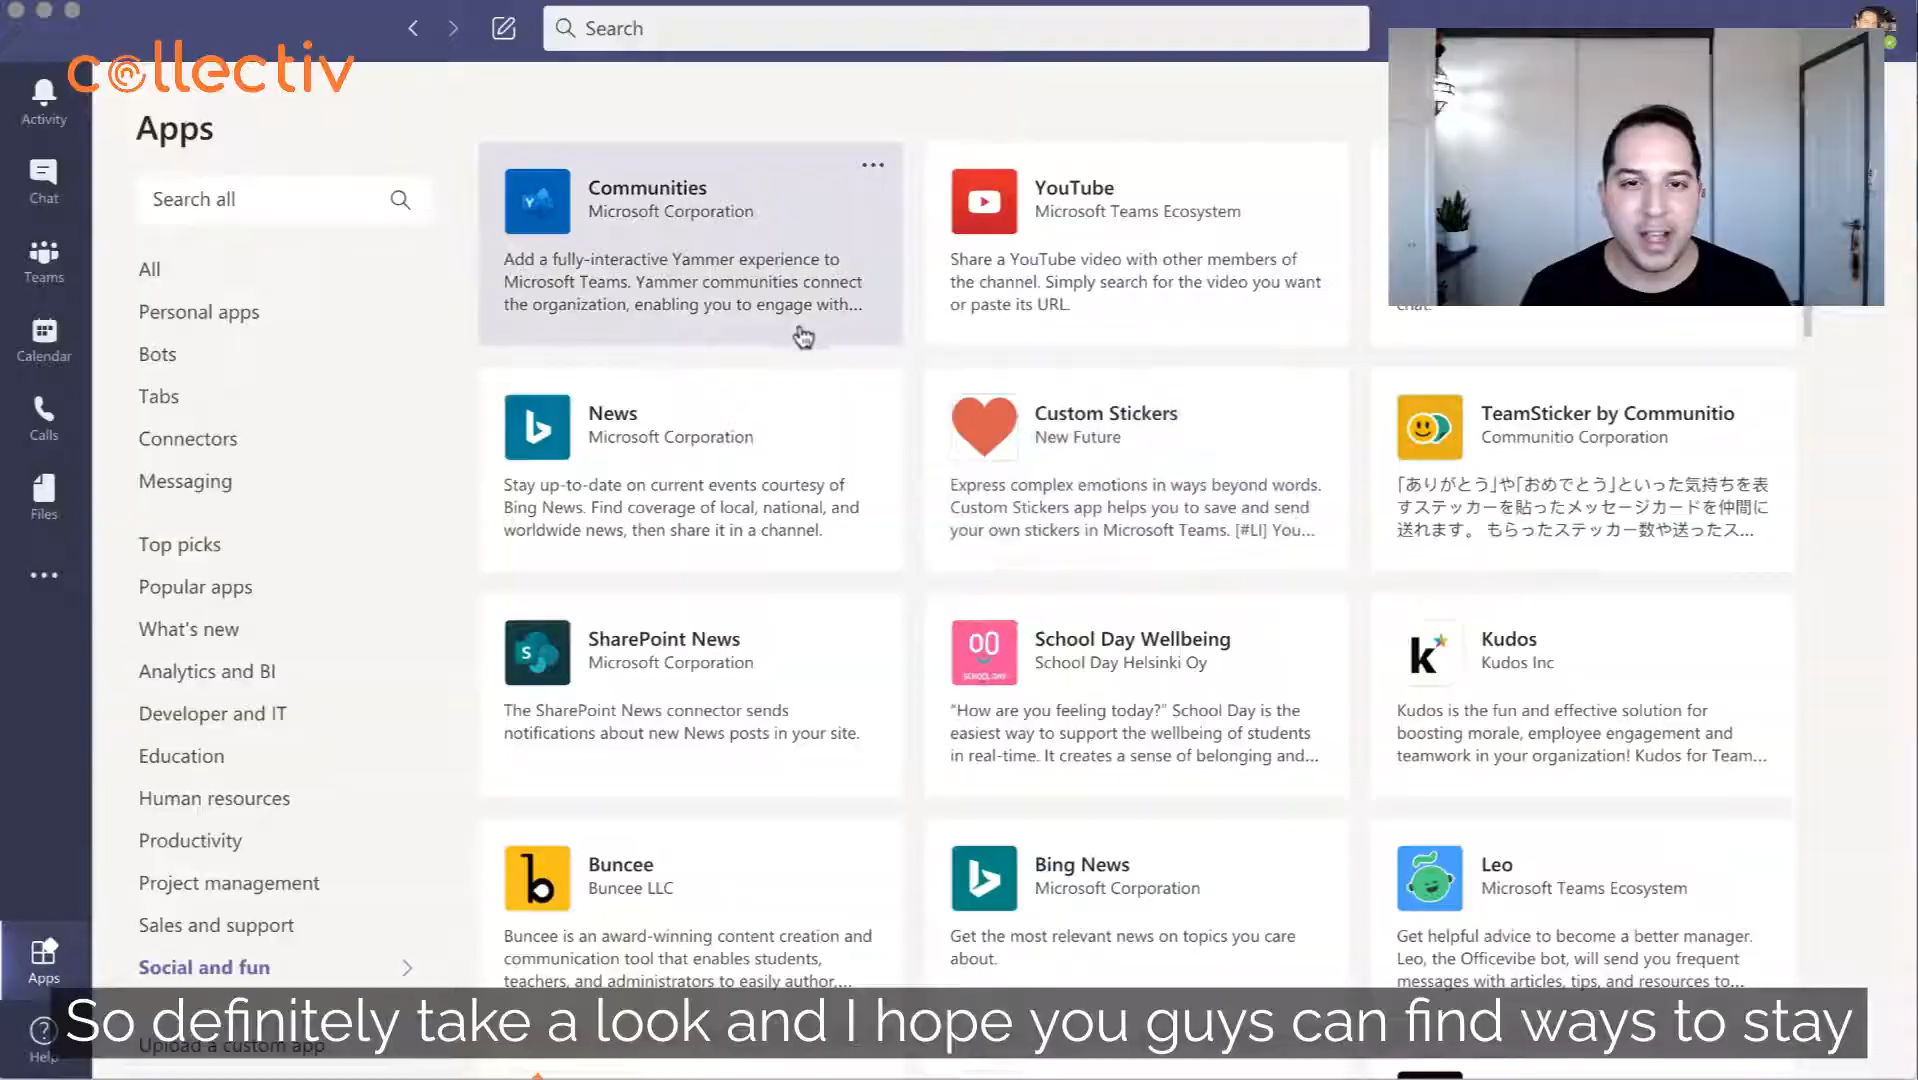 Search
collectiv
Activity
Chat
Teams
Calendar
Calls
Files
Apps
Help
Apps
Search all
All
Personal apps
Bots
Tabs
Connectors
Messaging
Top picks
Popular apps
What's new
Analytics and BI
Developer and IT
Education
Human resources
Productivity
Project management
Sales and support
Social and fun
Upload a custom app
Communities
Microsoft Corporation
Add a fully-interactive Yammer experience to
Microsoft Teams. Yammer communities connect
the organization, enabling you to engage with...
YouTube
Microsoft Teams Ecosystem
Share a YouTube video with other members of
the channel. Simply search for the video you want
or paste its URL.
chat.
News
Microsoft Corporation
Stay up-to-date on current events courtesy of
Bing News. Find coverage of local, national, and
worldwide news, then share it in a channel.
Custom Stickers
New Future
Express complex emotions in ways beyond words.
Custom Stickers app helps you to save and send
your own stickers in Microsoft Teams. [#LI] You...
TeamSticker by Communitio
Communitio Corporation
「ありがとう」や「おめでとう」といった気持ちを表
すステッカーを貼ったメッセージカードを仲間に
送れます。 もらったステッカー数や送ったス...
SharePoint News
Microsoft Corporation
The SharePoint News connector sends
notifications about new News posts in your site.
SCHOOL DAY
School Day Wellbeing
School Day Helsinki Oy
“How are you feeling today?” School Day is the
easiest way to support the wellbeing of students
in real-time. It creates a sense of belonging and...
Kudos
Kudos Inc
Kudos is the fun and effective solution for
boosting morale, employee engagement and
teamwork in your organization! Kudos for Team...
Buncee
Buncee LLC
Buncee is an award-winning content creation and
communication tool that enables students,
teachers, and administrators to easily author,...
Bing News
Microsoft Corporation
Get the most relevant news on topics you care
about.
Leo
Microsoft Teams Ecosystem
Get helpful advice to become a better manager.
Leo, the Officevibe bot, will send you frequent
messages with articles, tips, and resources to...
So definitely take a look and I hope you guys can find ways to stay